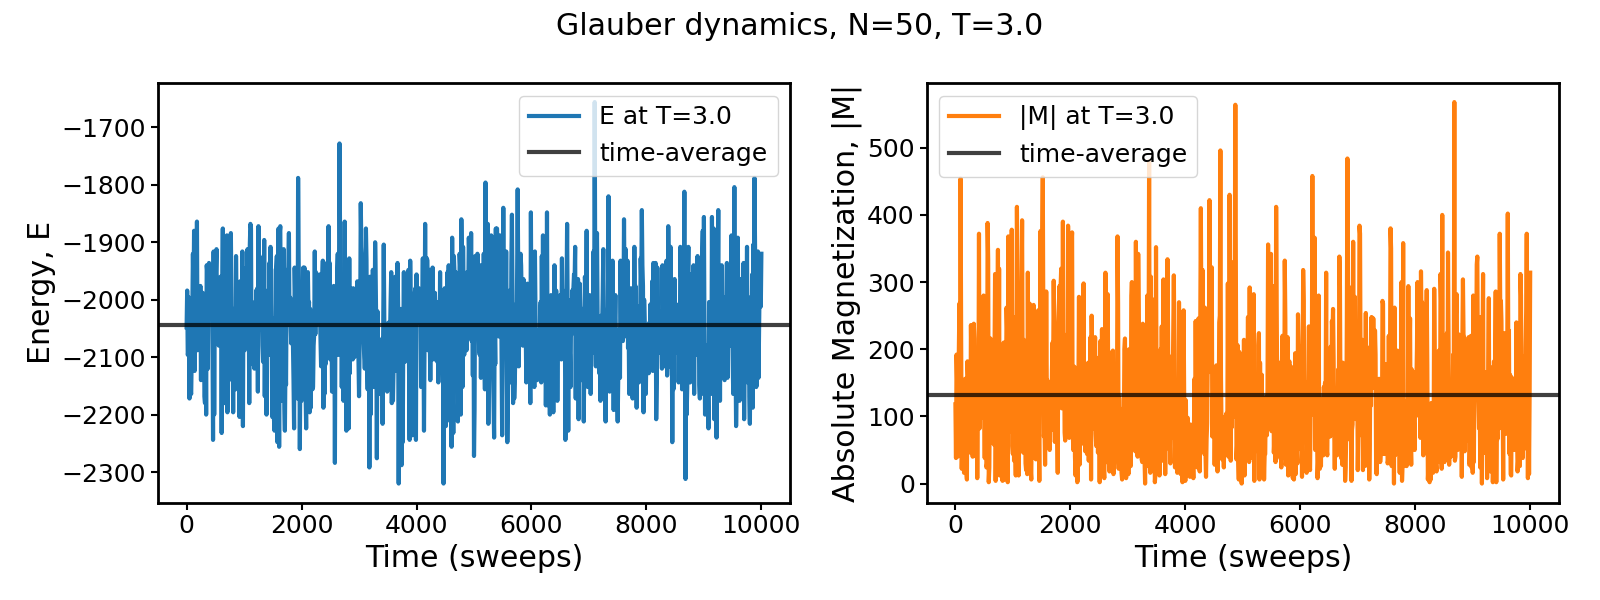 Glauber dynamics, N=50, T=3.0
Energy, E
−1700
−1800
−1900
−2000
−2100
−2200
−2300
E at T=3.0
time-average
0
2000
4000
6000
8000
10000
Time (sweeps)
Absolute Magnetization, |M|
500
400
300
200
100
0
|M| at T=3.0
time-average
0
2000
4000
6000
8000
10000
Time (sweeps)